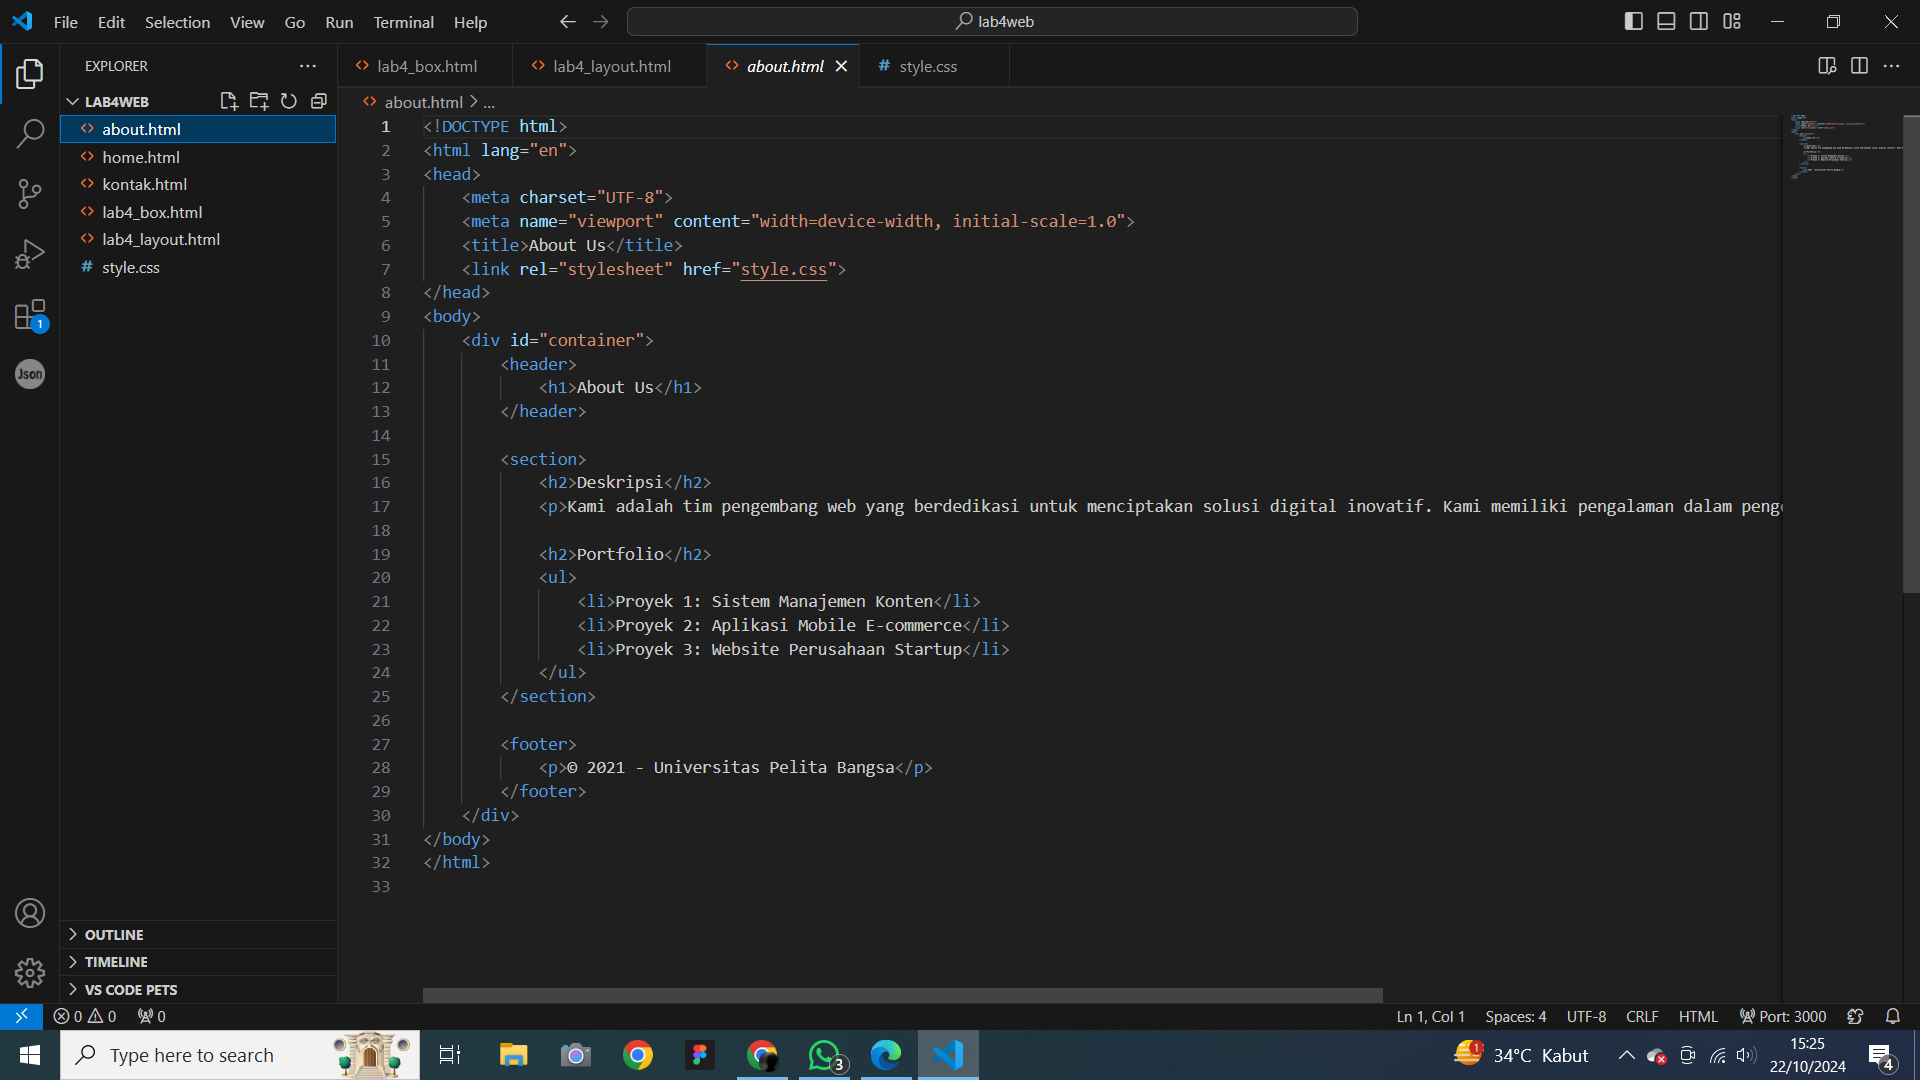 File Edit Selection View Go Run Terminal Help
lab4web
EXPLORER
LAB4WEB
about.html
home.html
kontak.html
lab4_box.html
lab4_layout.html
style.css
1
Json
OUTLINE
TIMELINE
VS CODE PETS
lab4_box.html lab4_layout.html about.html # style.css
about.html > ...
1 <!DOCTYPE html>
2 <html lang="en">
3 <head>
4 <meta charset="UTF-8">
5 <meta name="viewport" content="width=device-width, initial-scale=1.0">
6 <title>About Us</title>
7 <link rel="stylesheet" href="style.css">
8 </head>
9 <body>
10 <div id="container">
11 <header>
12 <h1>About Us</h1>
13 </header>
14
15 <section>
16 <h2>Deskripsi</h2>
17 <p>Kami adalah tim pengembang web yang berdedikasi untuk menciptakan solusi digital inovatif. Kami memiliki pengalaman dalam peng
18
19 <h2>Portfolio</h2>
20 <ul>
21 <li>Proyek 1: Sistem Manajemen Konten</li>
22 <li>Proyek 2: Aplikasi Mobile E-commerce</li>
23 <li>Proyek 3: Website Perusahaan Startup</li>
24 </ul>
25 </section>
26
27 <footer>
28 <p>© 2021 - Universitas Pelita Bangsa</p>
29 </footer>
30 </div>
31 </body>
32 </html>
33
0 0 0 Ln 1, Col 1 Spaces: 4 UTF-8 CRLF HTML Port: 3000
Type here to search
3
1
34°C Kabut
15:25
22/10/2024
4